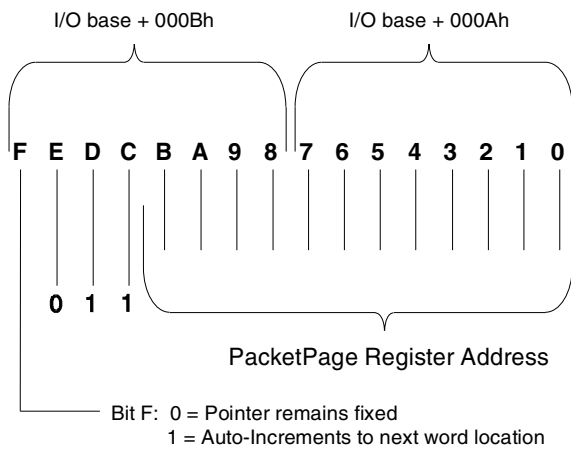 I/O base + 000Bh
I/O base + 000Ah
F E D C B A 9 8 7 6 5 4 3 2 1 0
0 1 1
PacketPage Register Address
Bit F: 0 = Pointer remains fixed
1 = Auto-Increments to next word location